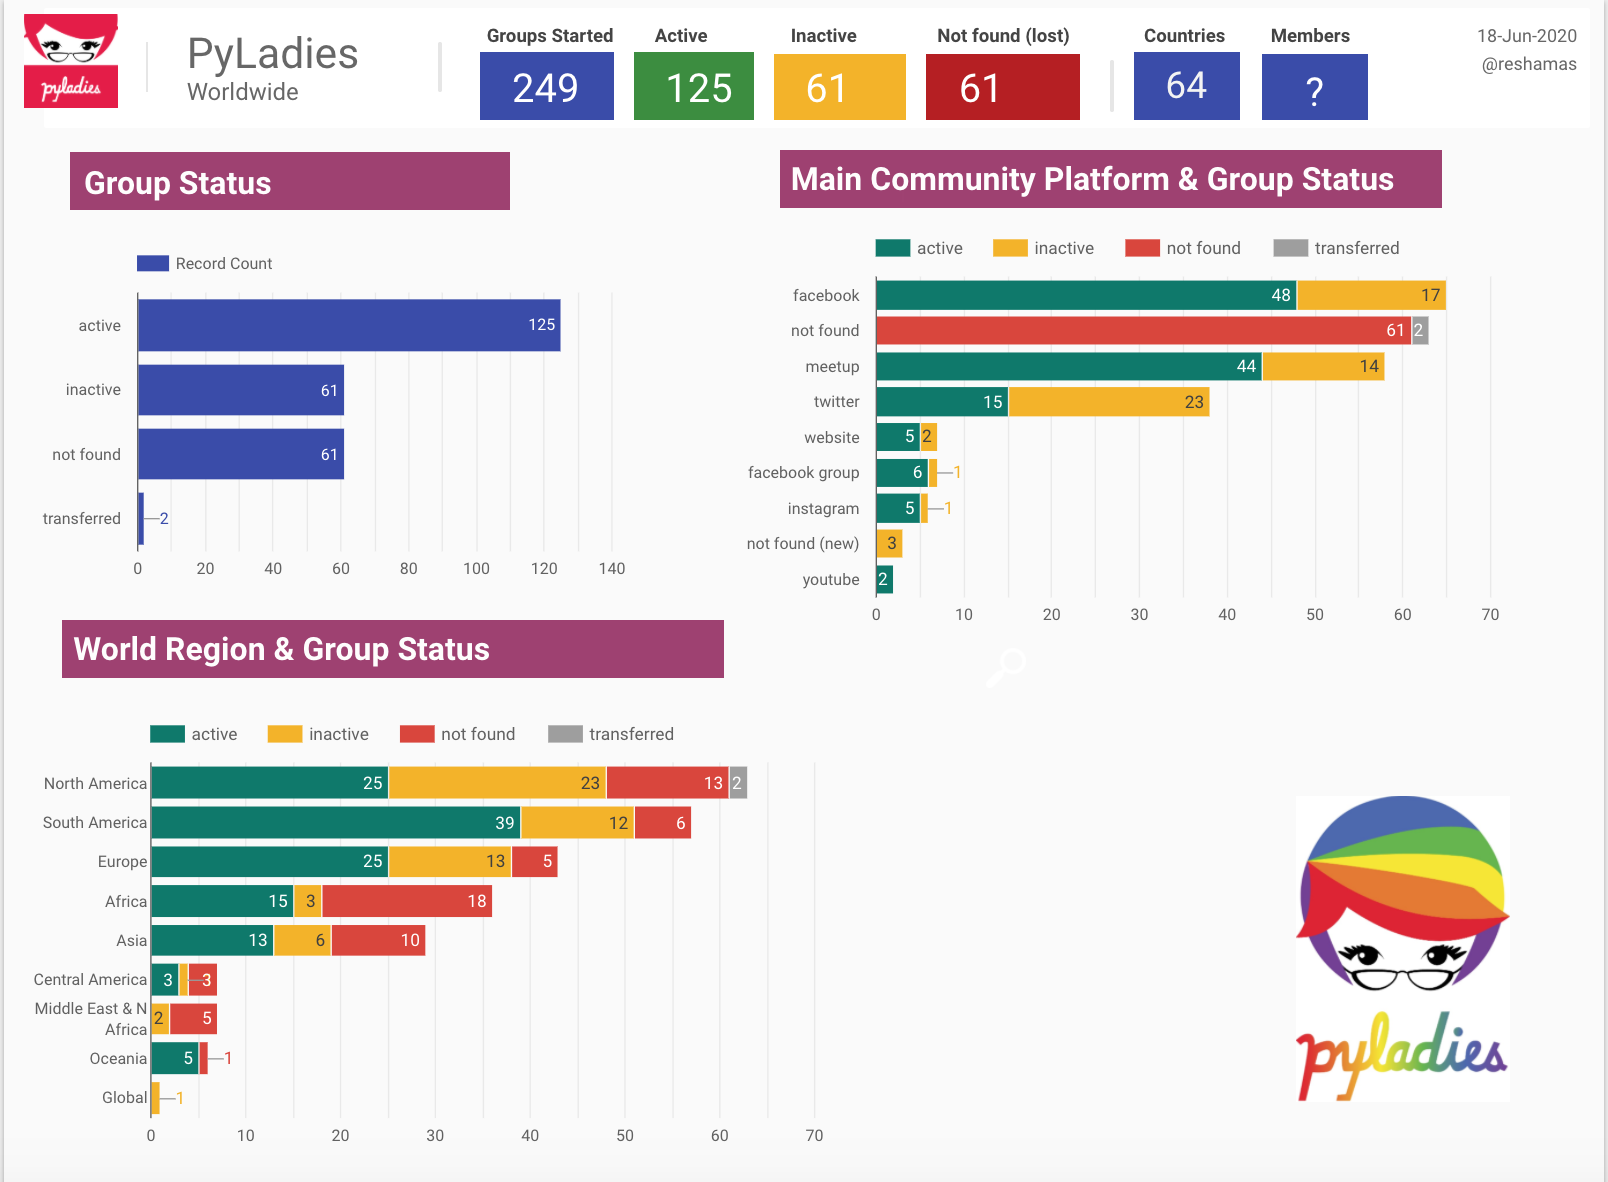 pyladies
PyLadies
Worldwide
Groups Started
249
Active
125
Inactive
61
Not found (lost)
61
Countries
64
Members
?
18-Jun-2020
@reshamas
Group Status
Record Count
active
125
inactive
61
not found
61
transferred
2
0 20 40 60 80 100 120 140
Main Community Platform & Group Status
active inactive not found transferred
facebook 48 17
not found 61 2
meetup 44 14
twitter 15 23
website 5 2
facebook group 6 1
instagram 5 1
not found (new) 3
youtube 2
0 10 20 30 40 50 60 70
World Region & Group Status
active inactive not found transferred
North America 25 23 13 2
South America 39 12 6
Europe 25 13 5
Africa 15 3 18
Asia 13 6 10
Central America 3 3
Middle East & N
Africa 2 5
Oceania 5 1
Global 1
0 10 20 30 40 50 60 70
pyladies